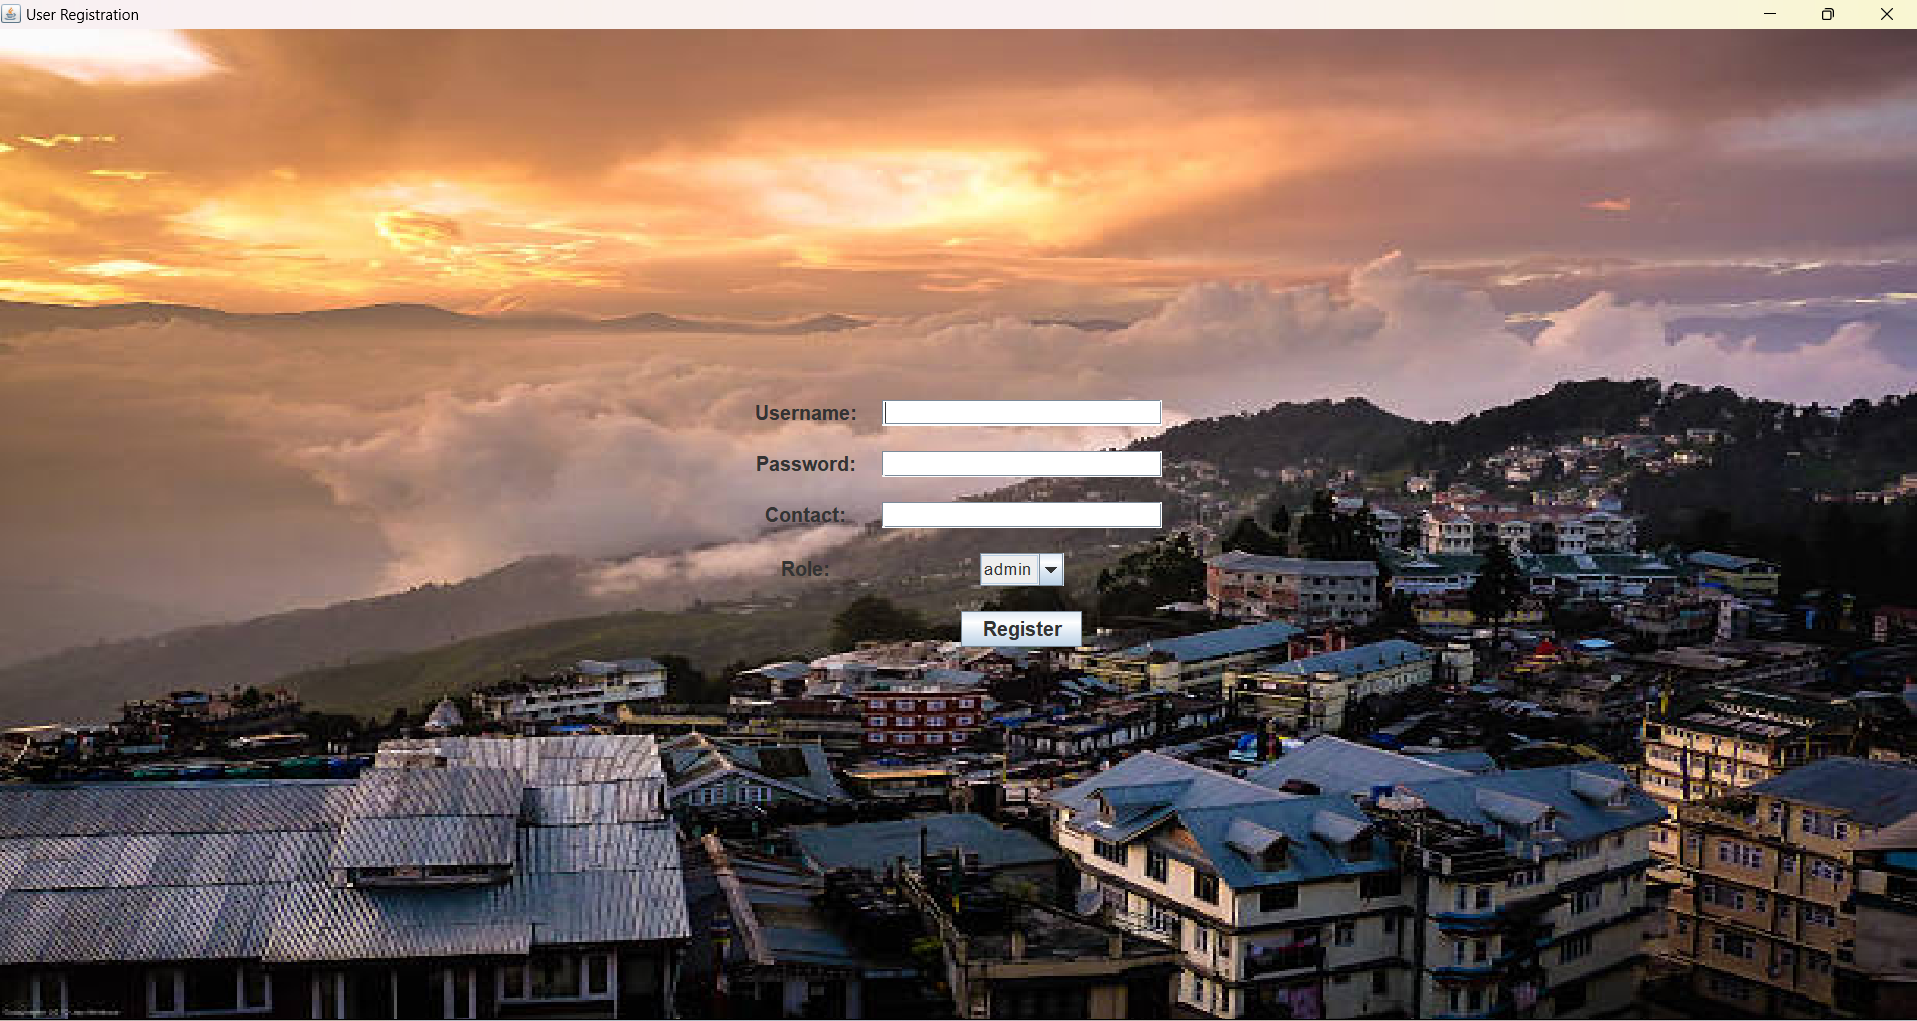 User Registration
Username:
Password:
Contact:
Role: admin
Register